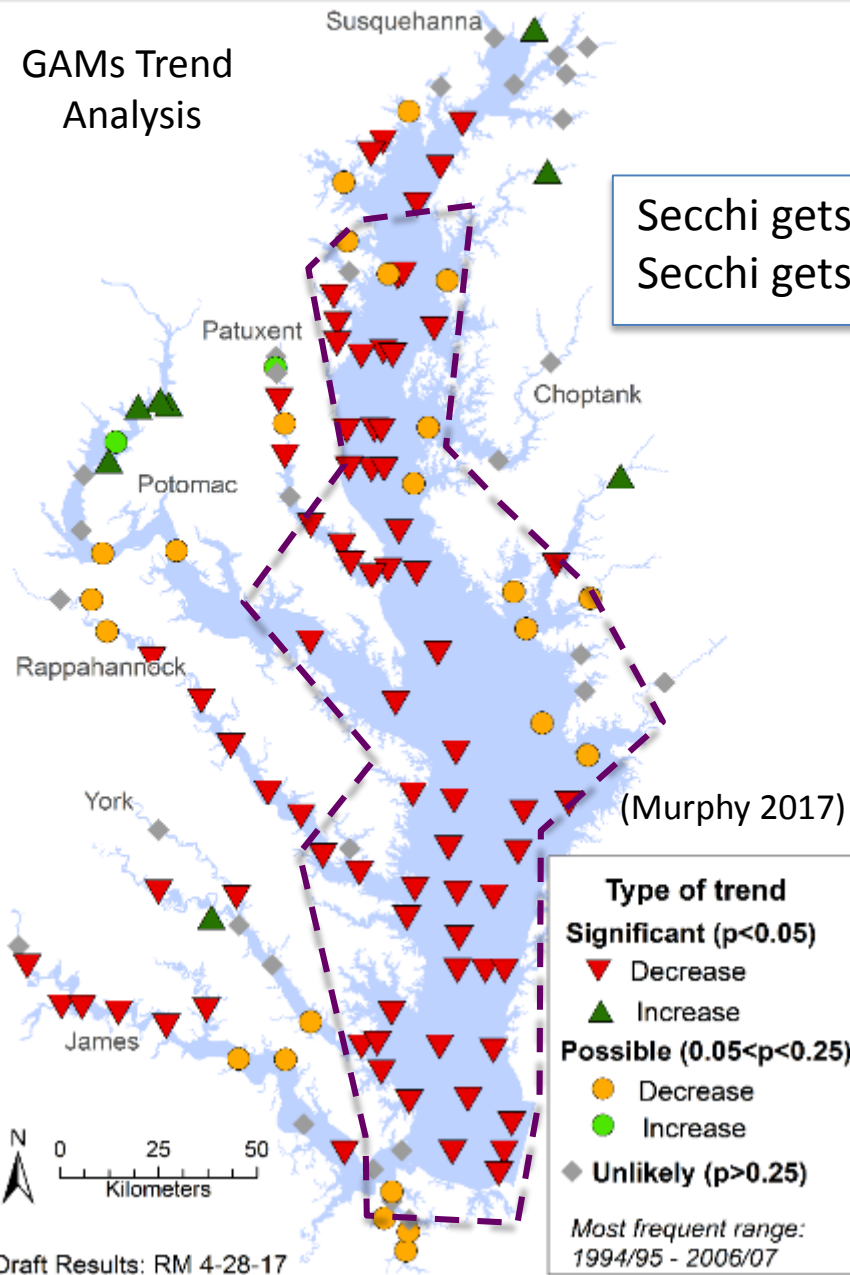 GAMs Trend
Analysis
Susquehanna
Secchi gets
Secchi gets
Patuxent
Choptank
Potomac
Rappahannock
York
(Murphy 2017)
James
Type of trend
Significant (p<0.05)
Decrease
Increase
Possible (0.05<p<0.25)
Decrease
Increase
Unlikely (p>0.25)
Most frequent range:
1994/95 - 2006/07
N
0 25 50
Kilometers
Draft Results: RM 4-28-17